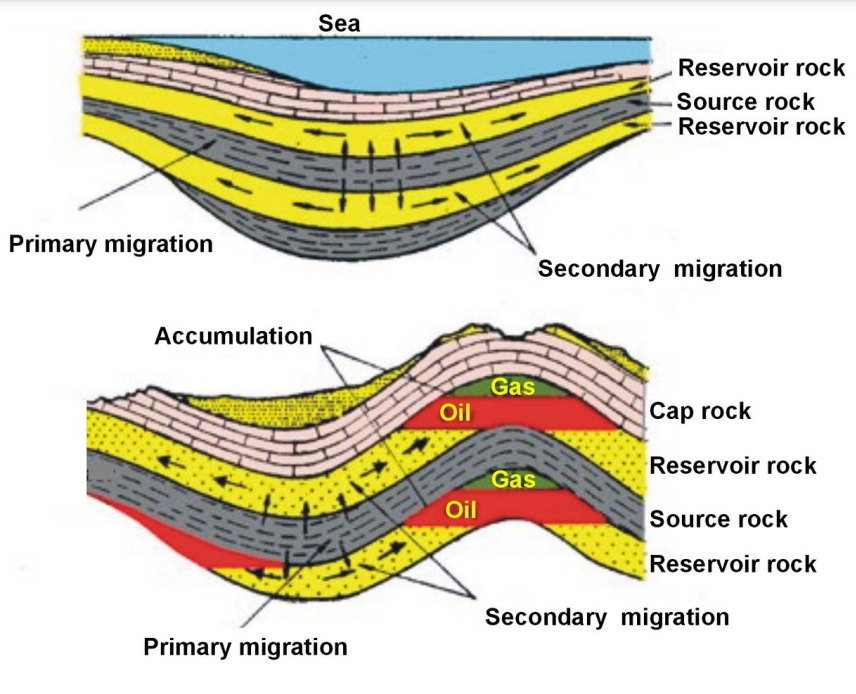 Sea
Reservoir rock
Source rock
Reservoir rock
Primary migration
Secondary migration
Accumulation
Gas
Oil
Cap rock
Reservoir rock
Gas
Oil
Source rock
Reservoir rock
Secondary migration
Primary migration